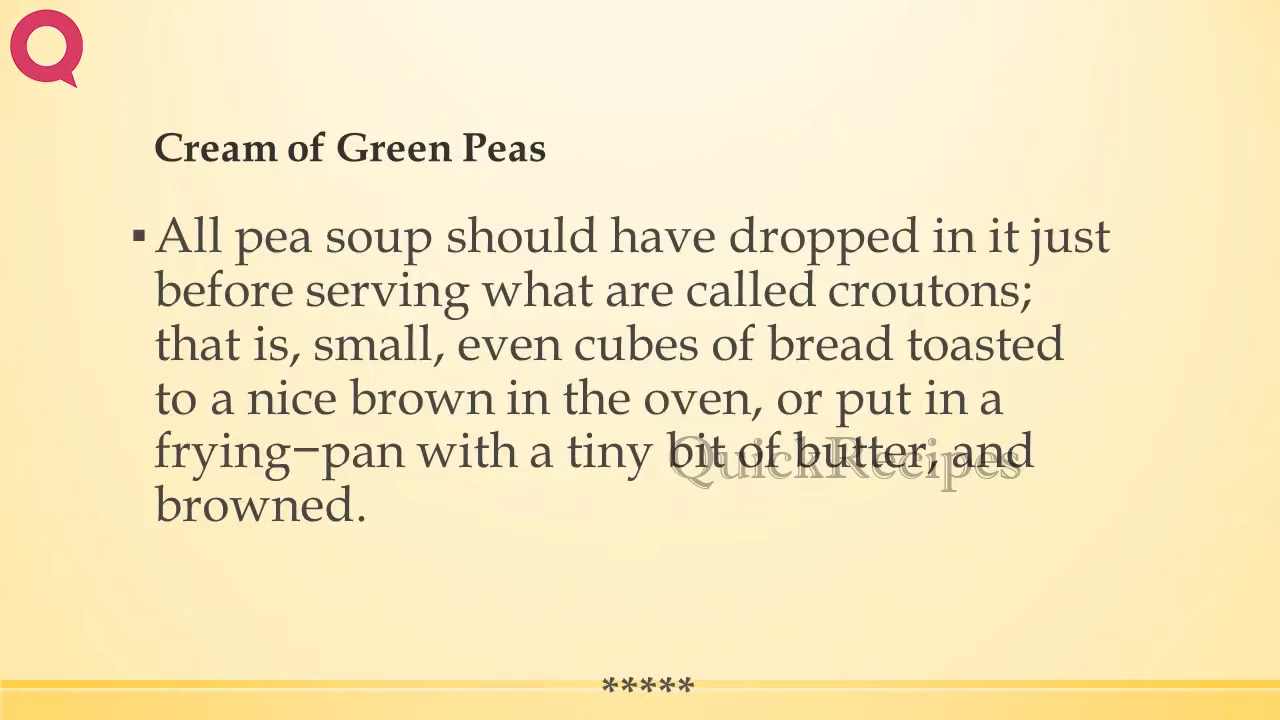 Cream of Green Peas
▪ All pea soup should have dropped in it just
before serving what are called croutons;
that is, small, even cubes of bread toasted
to a nice brown in the oven, or put in a
frying−pan with a tiny bit of butter, and
QuickRecipes
browned.
*****